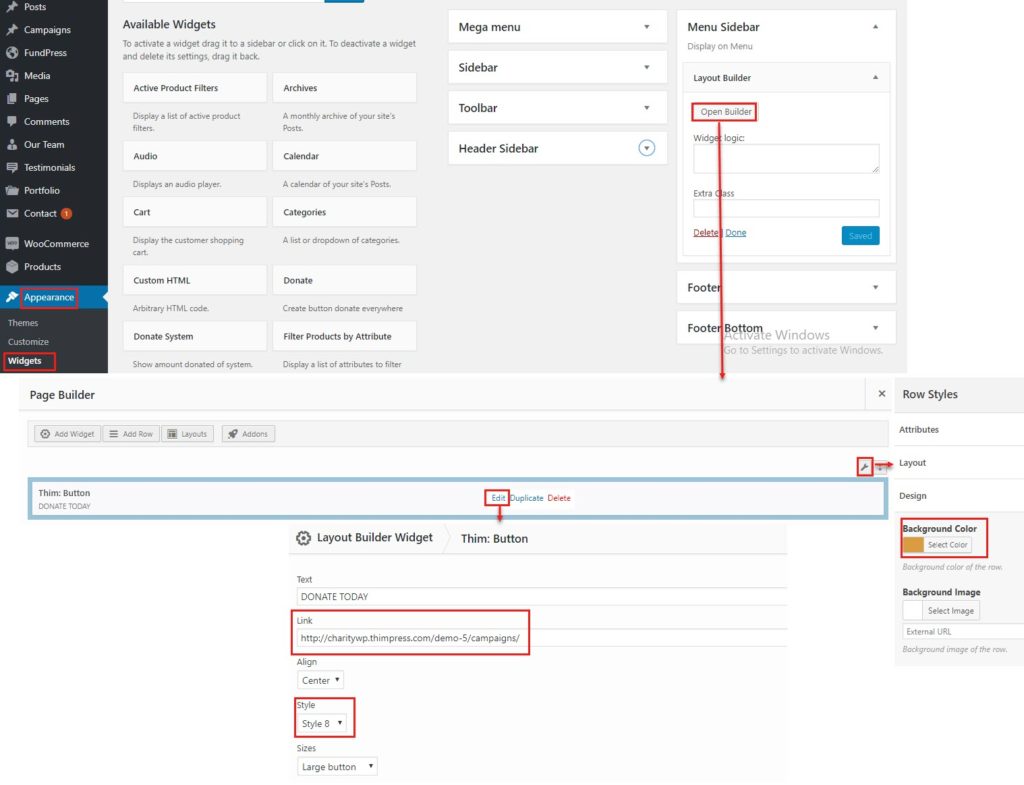 Posts
Campaigns
FundPress
Media
Pages
Comments
Our Team
Testimonials
Portfolio
Contact 1
WooCommerce
Products
Appearance
Themes
Customize
Widgets
Available Widgets
To activate a widget drag it to a sidebar or click on it. To deactivate a widget
and delete its settings, drag it back.
Active Product Filters
Display a list of active product
filters.
Archives
A monthly archive of your site's
Posts.
Audio
Displays an audio player.
Calendar
A calendar of your site's Posts.
Cart
Display the customer shopping
cart.
Categories
A list or dropdown of categories.
Custom HTML
Arbitrary HTML code.
Donate
Create button donate everywhere
Donate System
Show amount donated of system.
Filter Products by Attribute
Display a list of attributes to filter
Mega menu
Sidebar
Toolbar
Header Sidebar
Menu Sidebar
Display on Menu
Layout Builder
Open Builder
Widget logic:
Extra Class
Delete | Done
Saved
Footer
Footer Bottom
Activate Windows
Go to Settings to activate Windows.
Page Builder
Add Widget
Add Row
Layouts
Addons
Thim: Button
DONATE TODAY
Edit Duplicate Delete
Layout Builder Widget
Thim: Button
Text
DONATE TODAY
Link
http://charitywp.thimpress.com/demo-5/campaigns/
Align
Center
Style
Style 8
Sizes
Large button
Row Styles
Attributes
Layout
Design
Background Color
Select Color
Background color of the row.
Background Image
Select Image
External URL
Background image of the row.